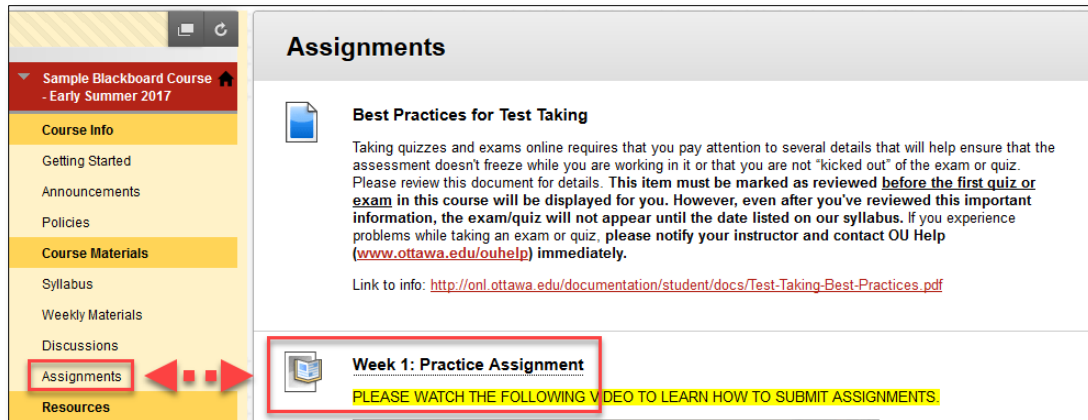 Sample Blackboard Course
- Early Summer 2017
Course Info
Getting Started
Announcements
Policies
Course Materials
Syllabus
Weekly Materials
Discussions
Assignments
Resources
Assignments
Best Practices for Test Taking
Taking quizzes and exams online requires that you pay attention to several details that will help ensure that the
assessment doesn't freeze while you are working in it or that you are not “kicked out” of the exam or quiz.
Please review this document for details. This item must be marked as reviewed before the first quiz or
exam in this course will be displayed for you. However, even after you've reviewed this important
information, the exam/quiz will not appear until the date listed on our syllabus. If you experience
problems while taking an exam or quiz, please notify your instructor and contact OU Help
(www.ottawa.edu/ouhelp) immediately.
Link to info: http://onl.ottawa.edu/documentation/student/docs/Test-Taking-Best-Practices.pdf
Week 1: Practice Assignment
PLEASE WATCH THE FOLLOWING VIDEO TO LEARN HOW TO SUBMIT ASSIGNMENTS.